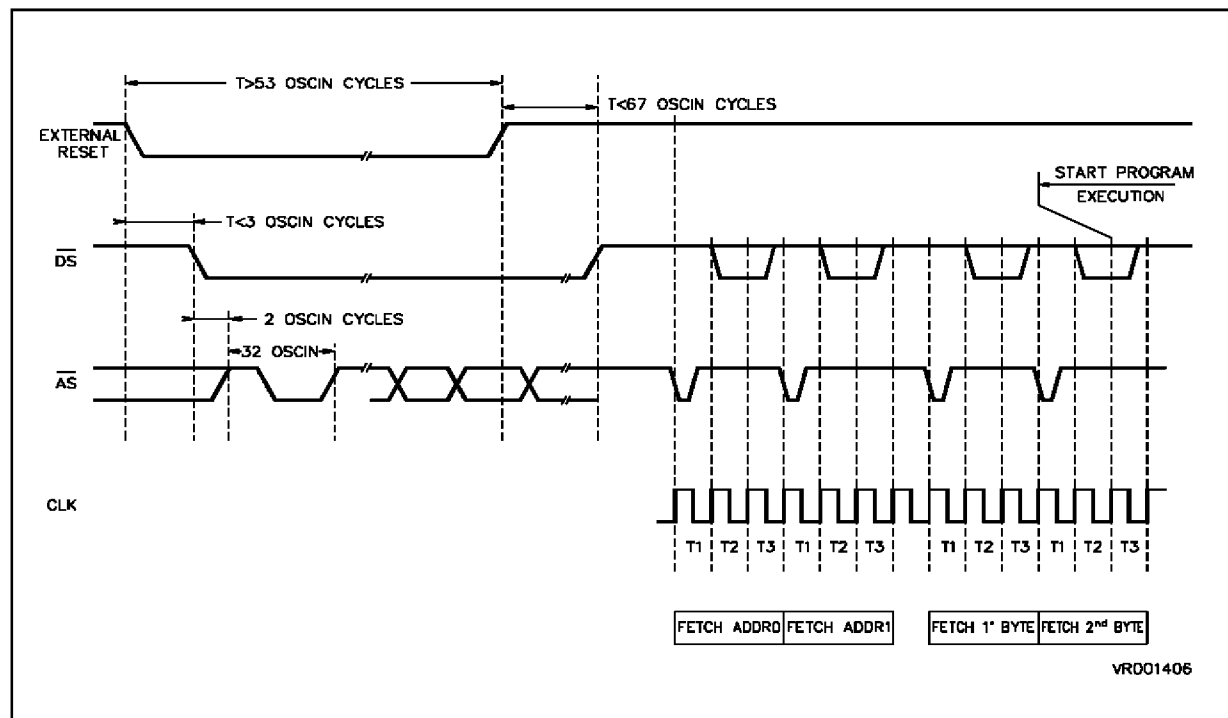 T>53 OSCIN CYCLES
T<67 OSCIN CYCLES
EXTERNAL
RESET
START PROGRAM
EXECUTION
T<3 OSCIN CYCLES
DS
2 OSCIN CYCLES
32 OSCIN
AS
CLK
T1 T2 T3 T1 T2 T3 T1 T2 T3 T1 T2 T3
FETCH ADDR0 FETCH ADDR1 FETCH 1° BYTE FETCH 2nd BYTE
VR001406